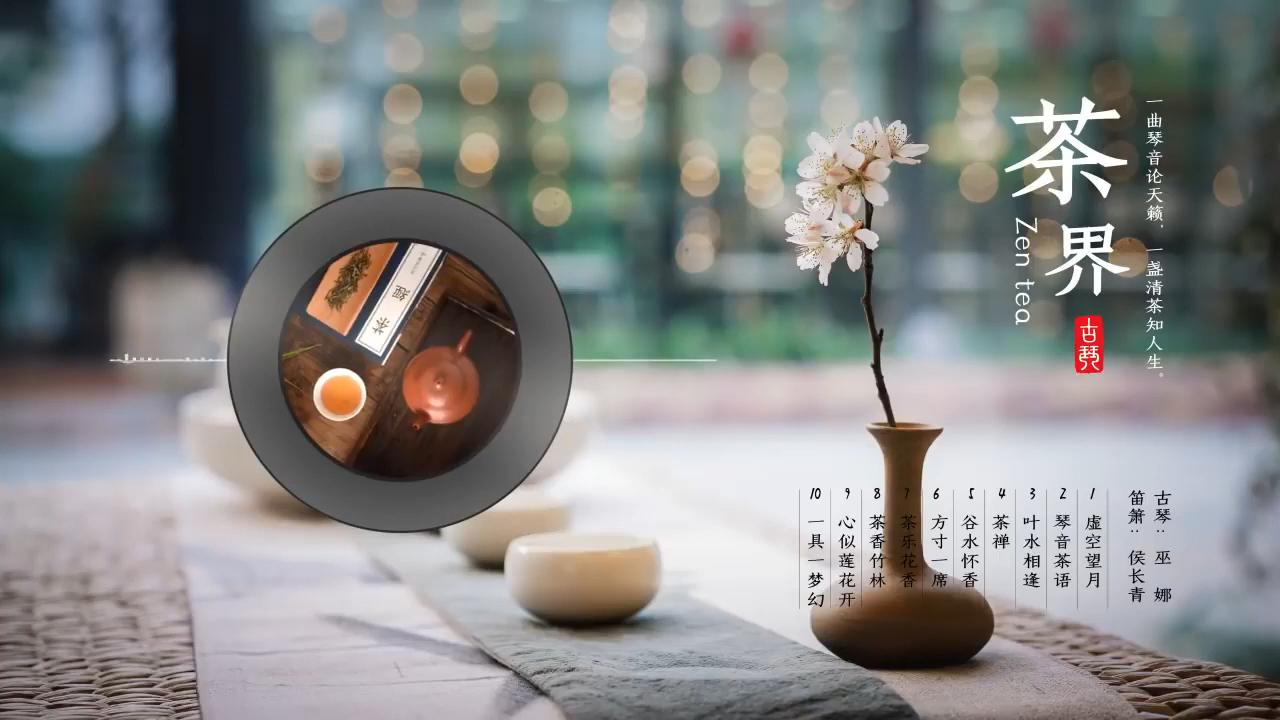 茶界
Zen tea
古琴
一曲琴音论天籁，一盏清茶知人生。
古琴：巫娜
笛箫：侯长青
1 虚空望月
2 琴音茶语
3 叶水相逢
4 茶禅
5 谷水怀香
6 方寸一席
7 茶乐花香
8 茶香竹林
9 心似莲花开
10 一具一梦幻
茶經